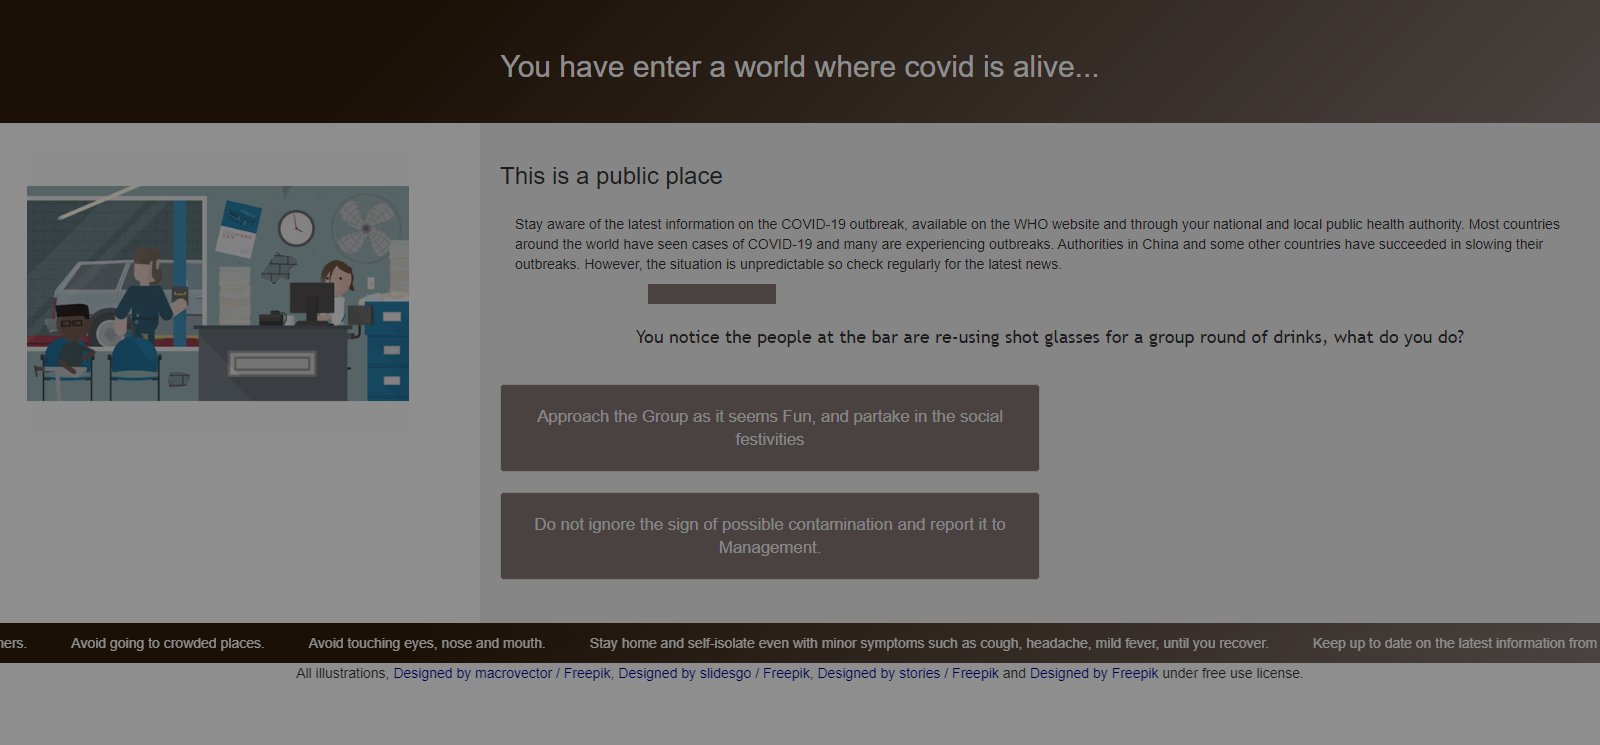 You have enter a world where covid is alive...
This is a public place
Stay aware of the latest information on the COVID-19 outbreak, available on the WHO website and through your national and local public health authority. Most countries
around the world have seen cases of COVID-19 and many are experiencing outbreaks. Authorities in China and some other countries have succeeded in slowing their
outbreaks. However, the situation is unpredictable so check regularly for the latest news.
You notice the people at the bar are re-using shot glasses for a group round of drinks, what do you do?
Approach the Group as it seems Fun, and partake in the social
festivities
Do not ignore the sign of possible contamination and report it to
Management.
ners. Avoid going to crowded places. Avoid touching eyes, nose and mouth. Stay home and self-isolate even with minor symptoms such as cough, headache, mild fever, until you recover. Keep up to date on the latest information from
All illustrations, Designed by macrovector / Freepik, Designed by slidesgo / Freepik, Designed by stories / Freepik and Designed by Freepik under free use license.